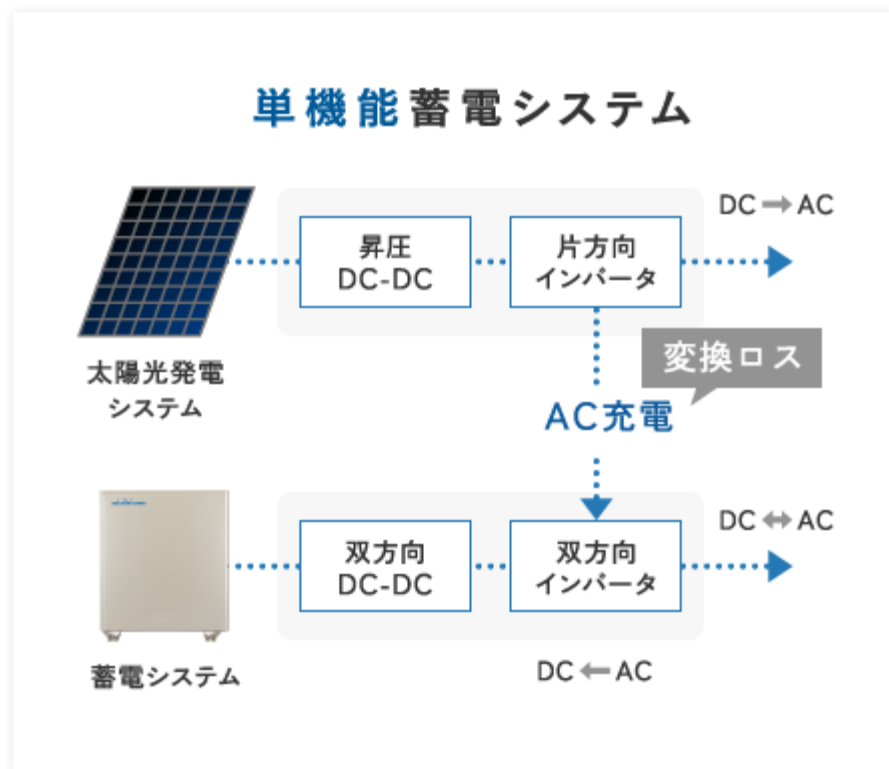 単機能蓄電システム
DC → AC
昇圧
DC-DC
片方向
インバータ
変換ロス
太陽光発電
システム
AC充電
DC ↔ AC
双方向
DC-DC
双方向
インバータ
蓄電システム
DC ← AC